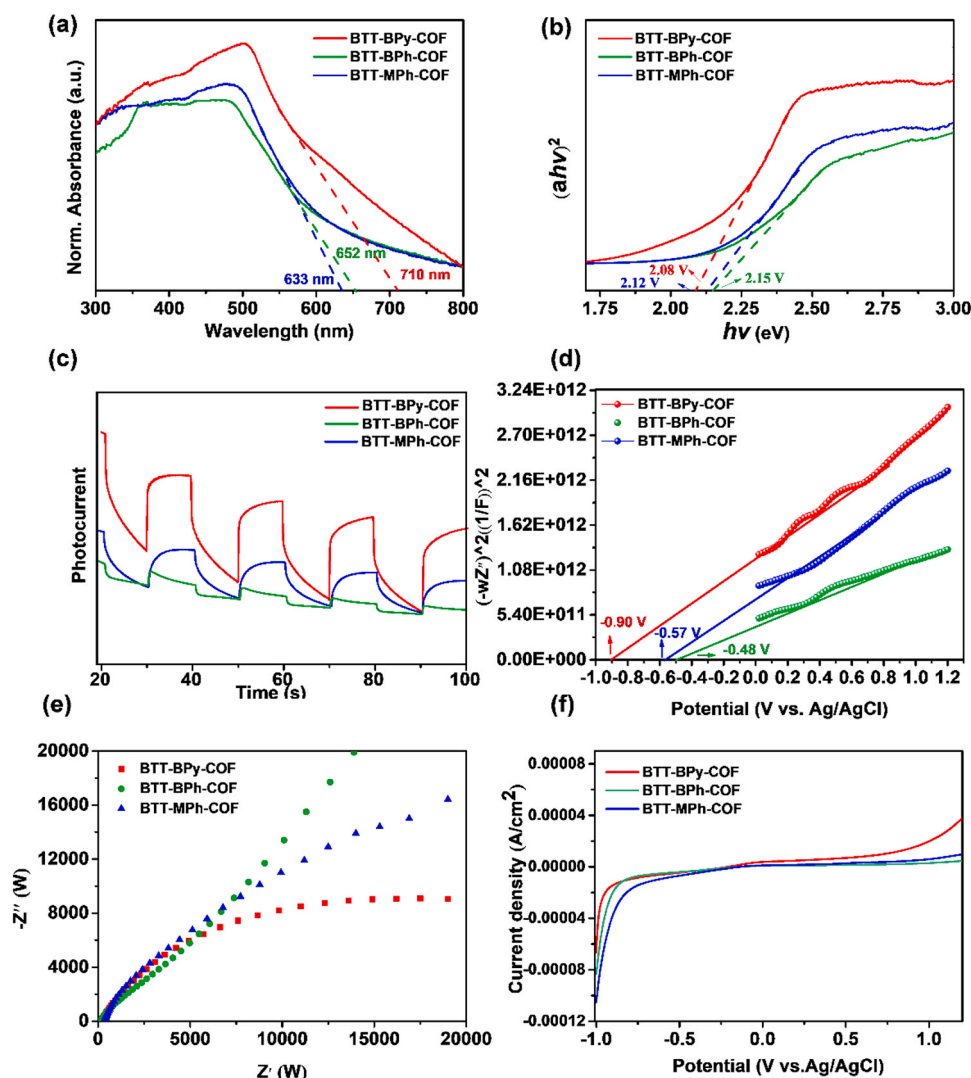 (a)
BTT-BPy-COF
BTT-BPh-COF
BTT-MPh-COF
Norm. Absorbance (a.u.)
652 nm
633 nm
710 nm
300 400 500 600 700 800
Wavelength (nm)
(b)
BTT-BPy-COF
BTT-BPh-COF
BTT-MPh-COF
(ahv)²
2.08 V
2.12 V
2.15 V
1.75 2.00 2.25 2.50 2.75 3.00
hv (eV)
(c)
BTT-BPy-COF
BTT-BPh-COF
BTT-MPh-COF
Photocurrent
20 40 60 80 100
Time (s)
(d)
3.24E+012
2.70E+012
2.16E+012
1.62E+012
1.08E+012
5.40E+011
0.00E+000
BTT-BPy-COF
BTT-BPh-COF
BTT-MPh-COF
(-wZ'')^2((1/F))^2
-0.90 V
-0.57 V
-0.48 V
-1.0 -0.8 -0.6 -0.4 -0.2 0.0 0.2 0.4 0.6 0.8 1.0 1.2
Potential (V vs. Ag/AgCl)
(e)
20000
16000
12000
8000
4000
0
BTT-BPy-COF
BTT-BPh-COF
BTT-MPh-COF
-Z'' (W)
0 5000 10000 15000 20000
Z' (W)
(f)
0.00008
0.00004
0.00000
-0.00004
-0.00008
-0.00012
BTT-BPy-COF
BTT-BPh-COF
BTT-MPh-COF
Current density (A/cm²)
-1.0 -0.5 0.0 0.5 1.0
Potential (V vs.Ag/AgCl)